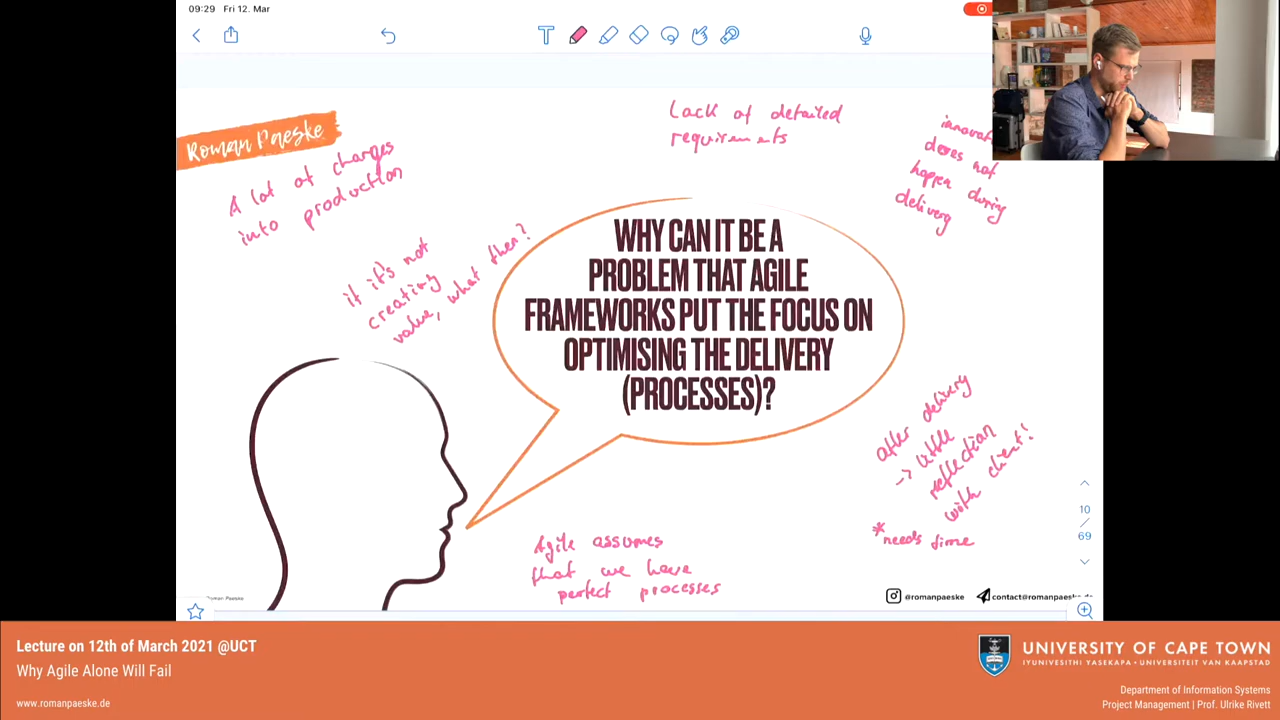 09:29 Fri 12. Mar
Roman Paeske
A lot of changes
into production
Lack of detailed
requirements
does not
happen during
delivery
if it's not
creating
value, what then?
WHY CAN IT BE A
PROBLEM THAT AGILE
FRAMEWORKS PUT THE FOCUS ON
OPTIMISING THE DELIVERY
(PROCESSES)?
after delivery
-> little
reflection
with client!
*needs time
Agile assumes
that we have
perfect processes
10
/
69
Roman Paeske
@romanpaeske
contact@romanpaeske.de
Lecture on 12th of March 2021 @UCT
Why Agile Alone Will Fail
www.romanpaeske.de
UNIVERSITY OF CAPE TOWN
IYUNIVESITHI YASEKAPA • UNIVERSITEIT VAN KAAPSTAD
Department of Information Systems
Project Management | Prof. Ulrike Rivett